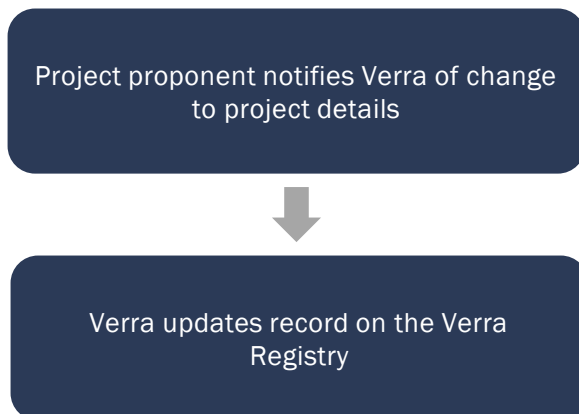 Project proponent notifies Verra of change
to project details
Verra updates record on the Verra
Registry